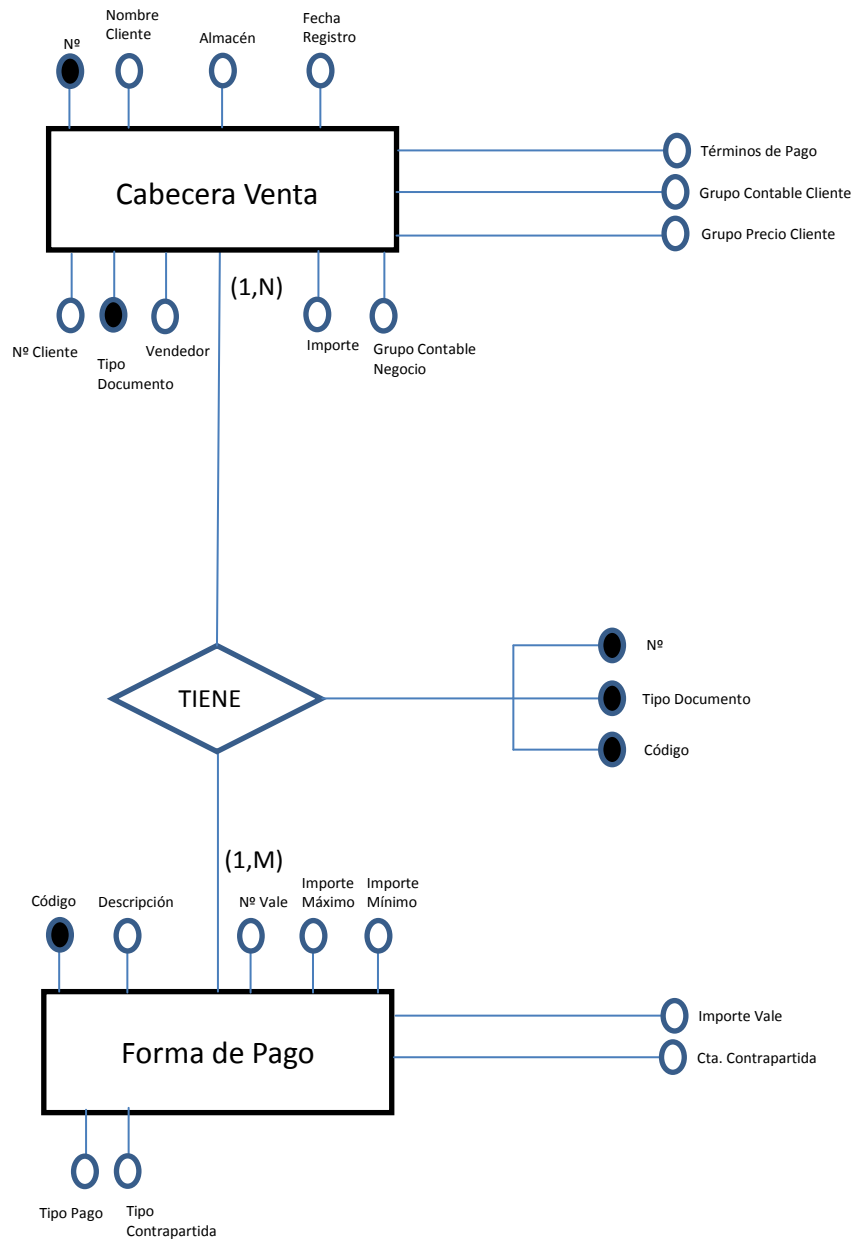 Nº
Nombre
Cliente
Almacén
Fecha
Registro
Términos de Pago
Grupo Contable Cliente
Grupo Precio Cliente
Cabecera Venta
(1,N)
Nº Cliente
Tipo
Documento
Vendedor
Importe
Grupo Contable
Negocio
TIENE
Nº
Tipo Documento
Código
(1,M)
Código
Descripción
Nº Vale
Importe
Máximo
Importe
Mínimo
Importe Vale
Cta. Contrapartida
Forma de Pago
Tipo Pago
Tipo
Contrapartida